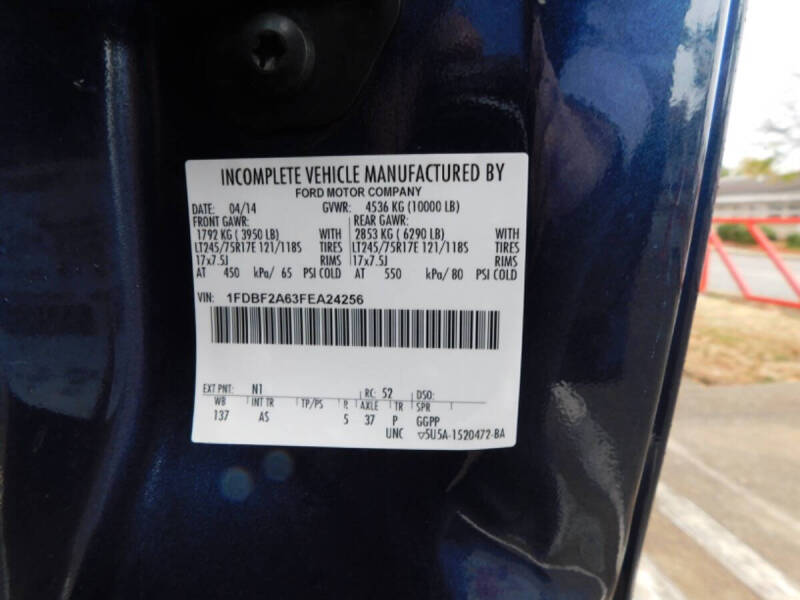 INCOMPLETE VEHICLE MANUFACTURED BY
FORD MOTOR COMPANY
DATE: 04/14 GVWR: 4536 KG (10000 LB)
FRONT GAWR: REAR GAWR:
1792 KG ( 3950 LB) WITH 2853 KG ( 6290 LB) WITH
LT245/75R17E 121/118S TIRES LT245/75R17E 121/118S TIRES
17x7.5J RIMS 17x7.5J RIMS
AT 450 kPa/ 65 PSI COLD AT 550 kPa/ 80 PSI COLD
VIN: 1FDBF2A63FEA24256
EXT PNT: N1 RC: 52 DSO:
WB INT TR TP/PS R AXLE TR SPR
137 AS 5 37 P GGPP
UNC ▽5U5A-1520472-BA